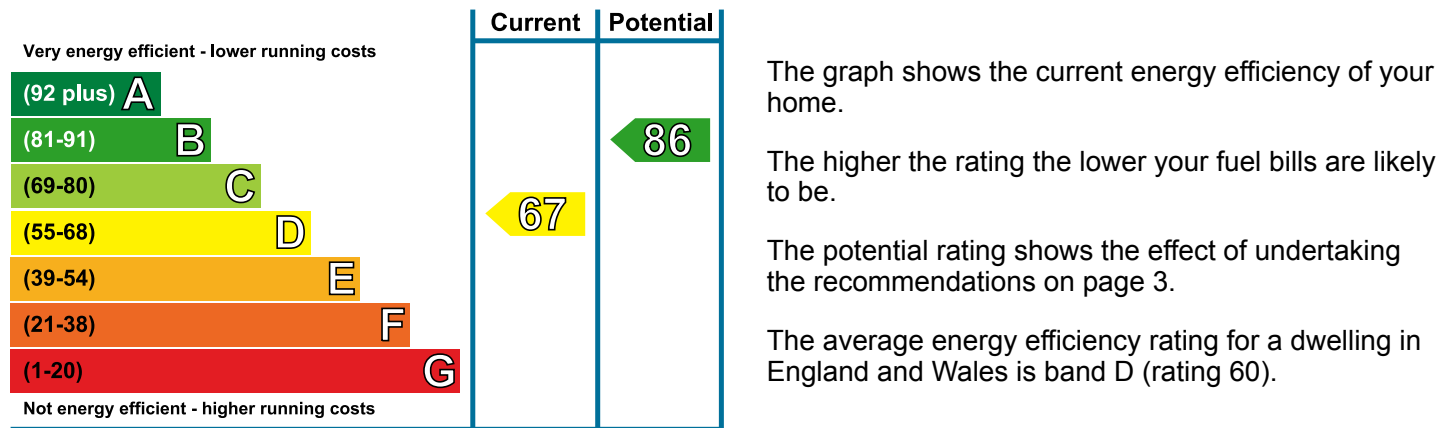 Current Potential
Very energy efficient - lower running costs
(92 plus) A
(81-91) B
86
(69-80) C
67
(55-68) D
(39-54) E
(21-38) F
(1-20) G
Not energy efficient - higher running costs
The graph shows the current energy efficiency of your
home.
The higher the rating the lower your fuel bills are likely
to be.
The potential rating shows the effect of undertaking
the recommendations on page 3.
The average energy efficiency rating for a dwelling in
England and Wales is band D (rating 60).